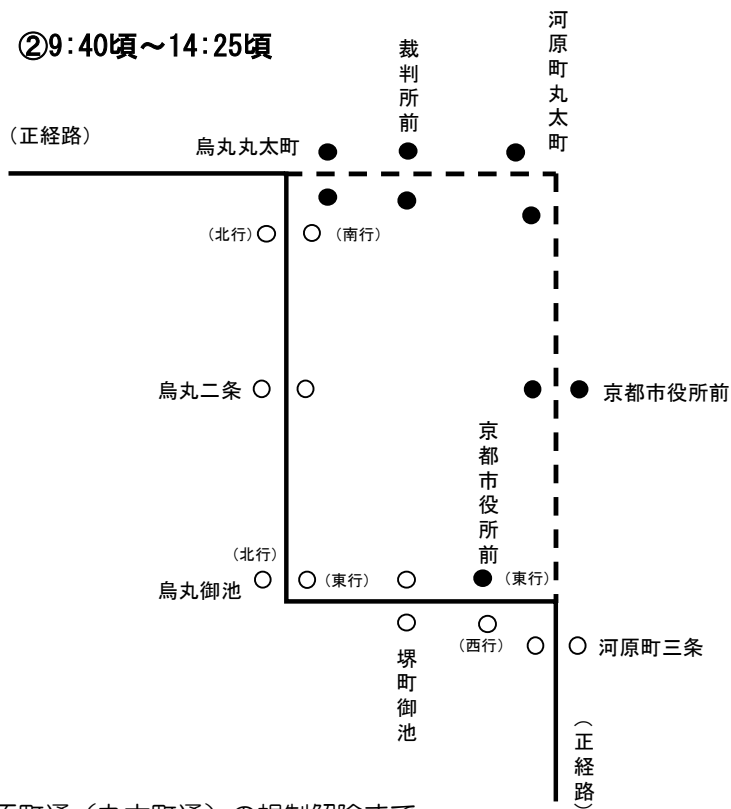 ②9:40頃～14:25頃
河原町丸太町
裁判所前
（正経路）
烏丸丸太町
（北行）
（南行）
烏丸二条
京都市役所前
京都市役所前
（北行）
烏丸御池
（東行）
（東行）
（西行）
河原町三条
堺町御池
（正経路）